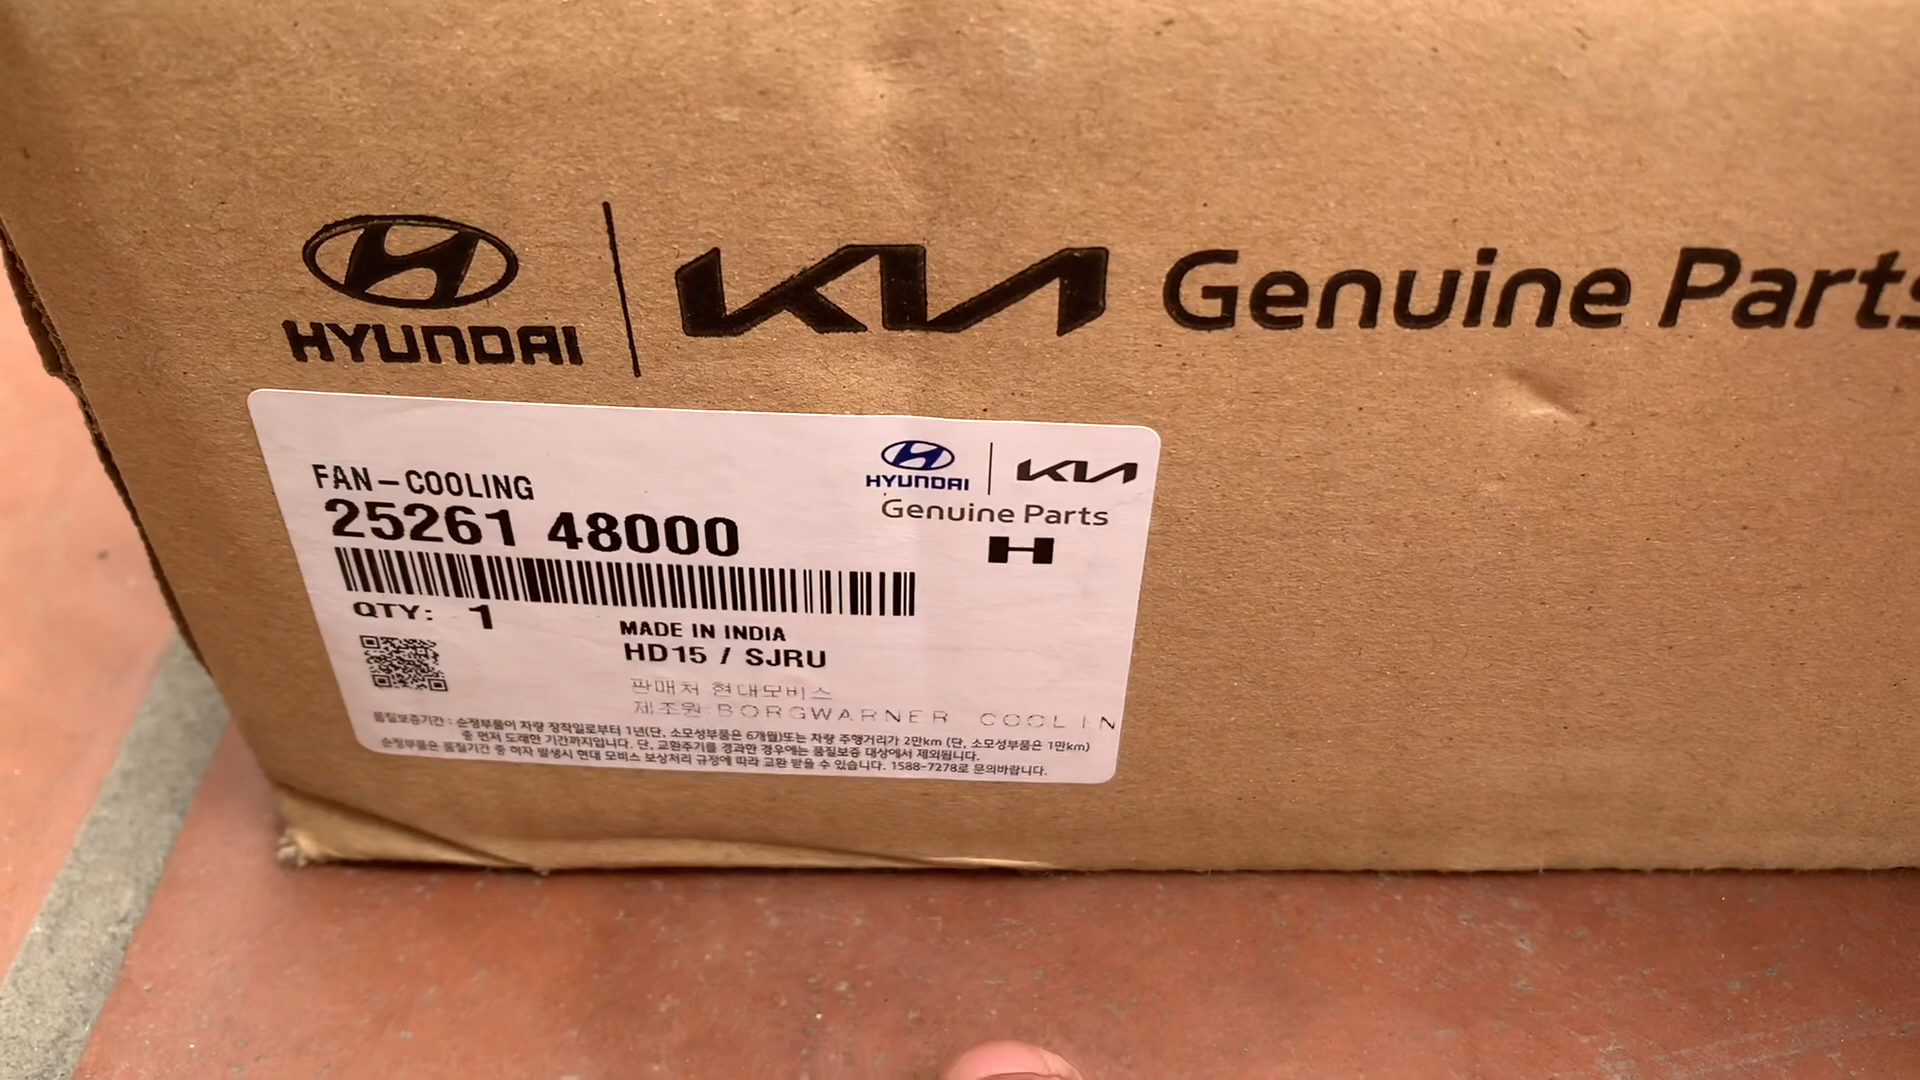 HYUNDAI KIA Genuine Parts
HYUNDAI KIA
Genuine Parts
H
FAN-COOLING
25261 48000
QTY: 1
MADE IN INDIA
HD15 / SJRU
판매처 현대모비스
제조원:BORGWARNER COOLIN
품질보증기간 : 순정부품이 차량 장착일로부터 1년(단, 소모성부품은 6개월)또는 차량 주행거리가 2만km (단, 소모성부품은 1만km)
중 먼저 도래한 기간까지입니다. 단, 교환주기를 경과한 경우에는 품질보증 대상에서 제외됩니다.
순정부품은 품질기간 중 하자 발생시 현대 모비스 보상처리 규정에 따라 교환 받을 수 있습니다. 1588-7278로 문의바랍니다.